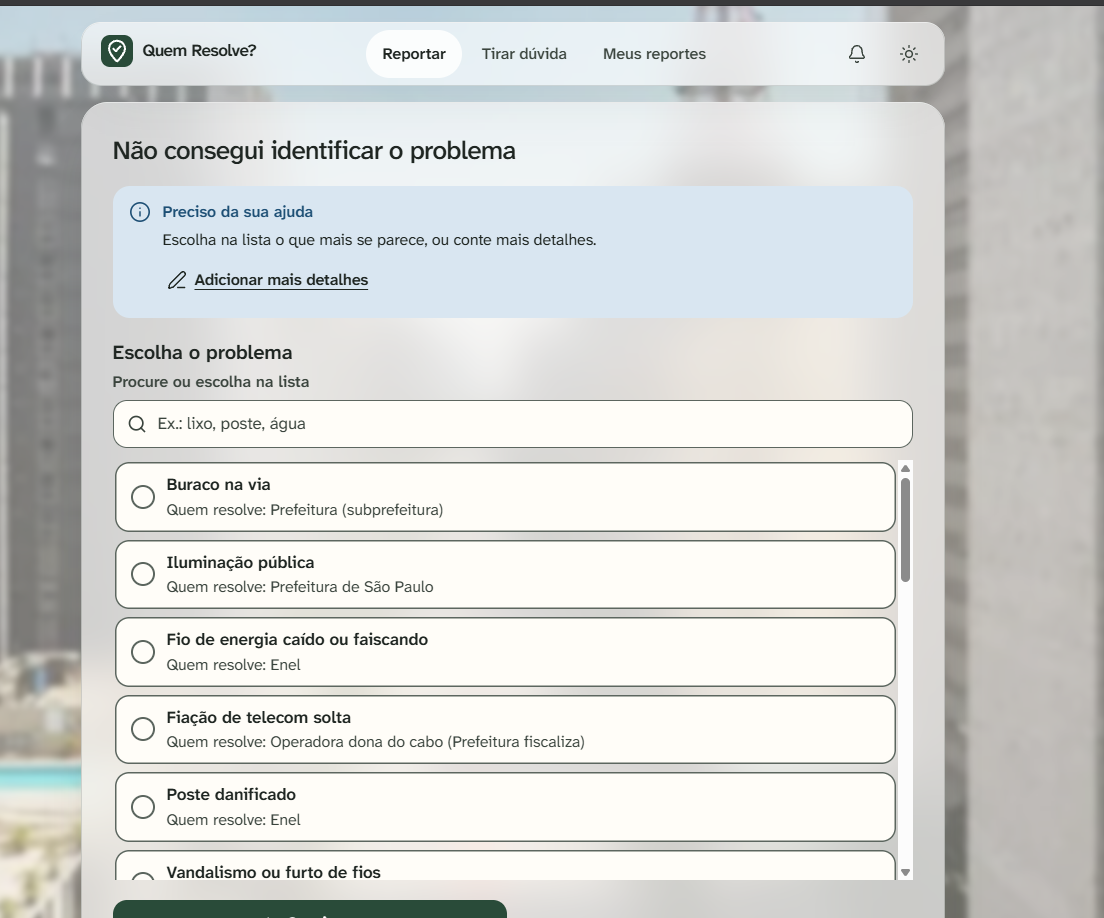 Quem Resolve?
Reportar
Tirar dúvida
Meus reportes
Não consegui identificar o problema
Preciso da sua ajuda
Escolha na lista o que mais se parece, ou conte mais detalhes.
Adicionar mais detalhes
Escolha o problema
Procure ou escolha na lista
Ex.: lixo, poste, água
Buraco na via
Quem resolve: Prefeitura (subprefeitura)
Iluminação pública
Quem resolve: Prefeitura de São Paulo
Fio de energia caído ou faiscando
Quem resolve: Enel
Fiação de telecom solta
Quem resolve: Operadora dona do cabo (Prefeitura fiscaliza)
Poste danificado
Quem resolve: Enel
Vandalismo ou furto de fios